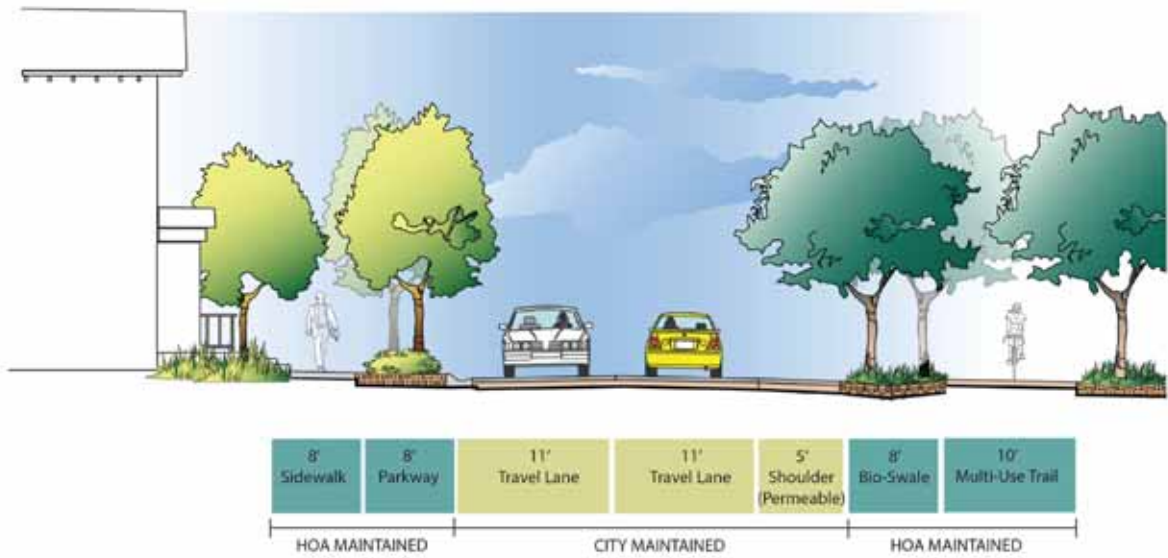 8'
Sidewalk
8'
Parkway
11'
Travel Lane
11'
Travel Lane
5'
Shoulder
(Permeable)
8'
Bio-Swale
10'
Multi-Use Trail
HOA MAINTAINED
CITY MAINTAINED
HOA MAINTAINED